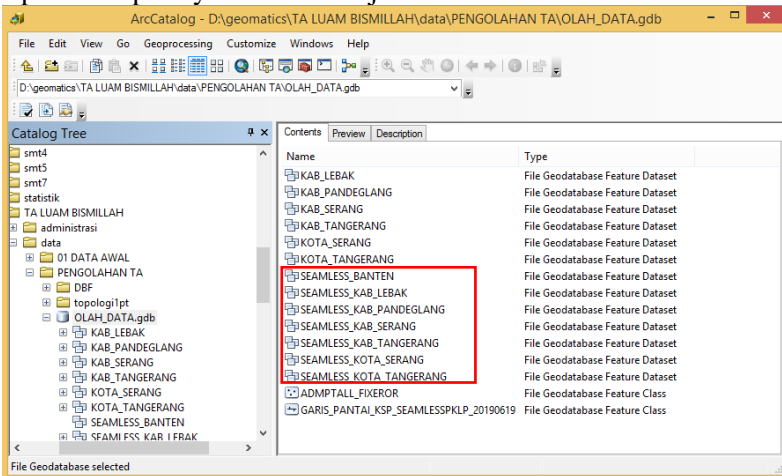 ArcCatalog - D:\geomatics\TA LUAM BISMILLAH\data\PENGOLAHAN TA\OLAH_DATA.gdb
File Edit View Go Geoprocessing Customize Windows Help
D:\geomatics\TA LUAM BISMILLAH\data\PENGOLAHAN TA\OLAH_DATA.gdb
Catalog Tree
smt4
smt5
smt7
statistik
TA LUAM BISMILLAH
administrasi
data
01 DATA AWAL
PENGOLAHAN TA
DBF
topologi1pt
OLAH_DATA.gdb
KAB_LEBAK
KAB_PANDEGLANG
KAB_SERANG
KAB_TANGERANG
KOTA_SERANG
KOTA_TANGERANG
SEAMLESS_BANTEN
SEAMLESS_KAB_LEBAK
Contents Preview Description
Name Type
KAB_LEBAK File Geodatabase Feature Dataset
KAB_PANDEGLANG File Geodatabase Feature Dataset
KAB_SERANG File Geodatabase Feature Dataset
KAB_TANGERANG File Geodatabase Feature Dataset
KOTA_SERANG File Geodatabase Feature Dataset
KOTA_TANGERANG File Geodatabase Feature Dataset
SEAMLESS_BANTEN File Geodatabase Feature Dataset
SEAMLESS_KAB_LEBAK File Geodatabase Feature Dataset
SEAMLESS_KAB_PANDEGLANG File Geodatabase Feature Dataset
SEAMLESS_KAB_SERANG File Geodatabase Feature Dataset
SEAMLESS_KAB_TANGERANG File Geodatabase Feature Dataset
SEAMLESS_KOTA_SERANG File Geodatabase Feature Dataset
SEAMLESS_KOTA_TANGERANG File Geodatabase Feature Dataset
ADMPTALL_FIXEROR File Geodatabase Feature Class
GARIS_PANTAI_KSP_SEAMLESSPKLP_20190619 File Geodatabase Feature Class
File Geodatabase selected